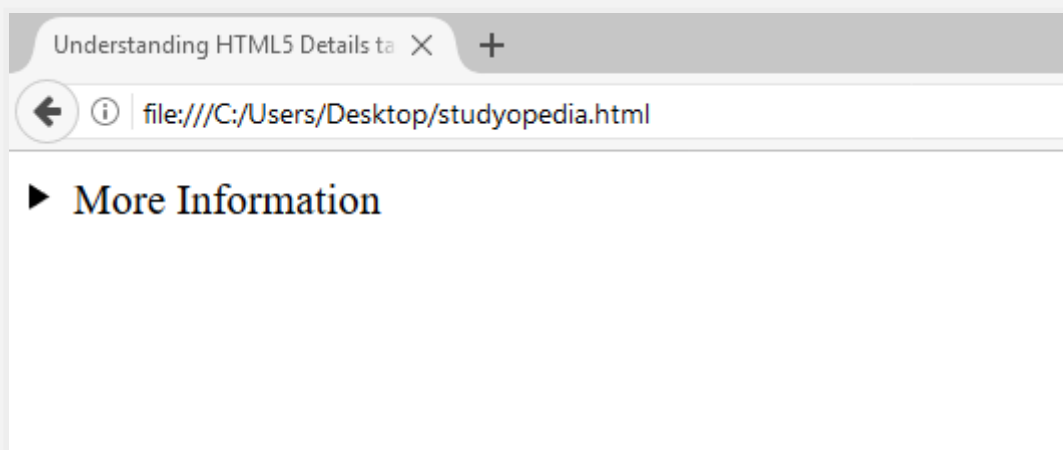 Understanding HTML5 Details ta
file:///C:/Users/Desktop/studyopedia.html
More Information